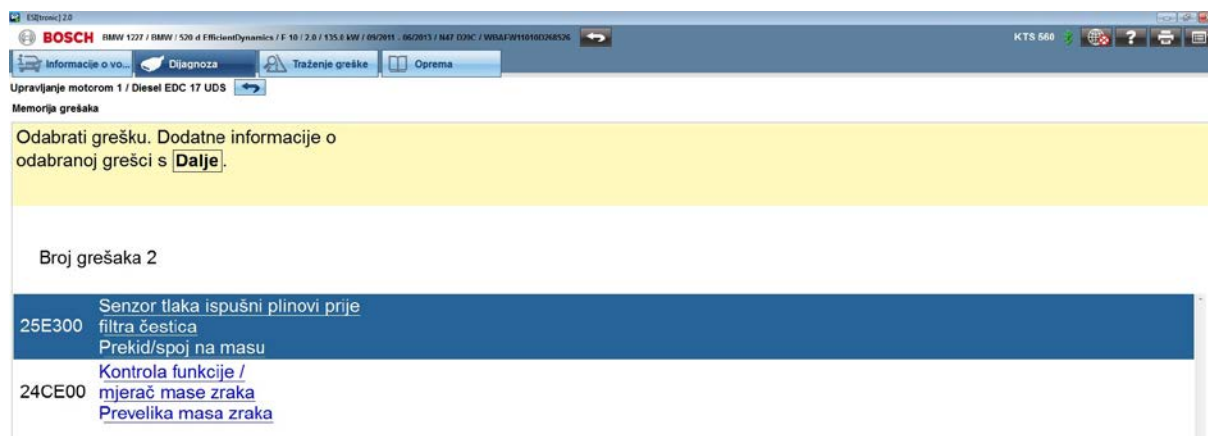 ESI[tronic] 2.0
BOSCH BMW 1227 / BMW / 520 d EfficientDynamics / F 10 / 2.0 / 135.0 kW / 09/2011 - 06/2013 / N47 D20C /
KTS 560 ?
Informacije o vo... Dijagnoza Traženje greške Oprema
Upravljanje motorom 1 / Diesel EDC 17 UDS
Memorija grešaka
Odabrati grešku. Dodatne informacije o
odabranoj grešci s Dalje.
Broj grešaka 2
25E300
Senzor tlaka ispušni plinovi prije
filtra čestica
Prekid/spoj na masu
24CE00
Kontrola funkcije /
mjerač mase zraka
Prevelika masa zraka